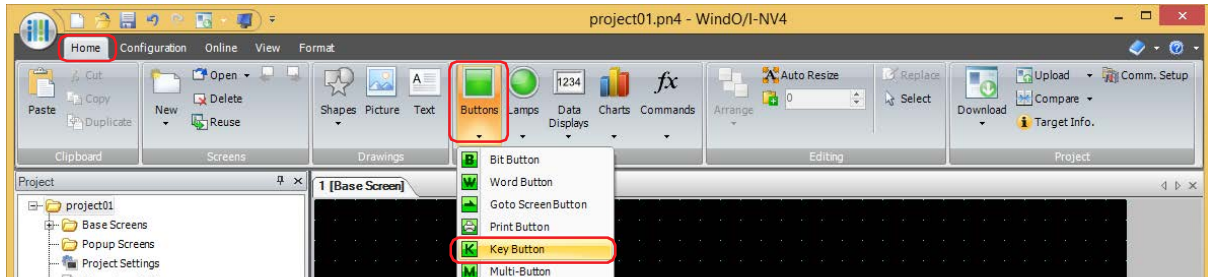 project01.pn4 - WindO/I-NV4
Home Configuration Online View Format
Cut Open Delete Reuse Copy Duplicate
Paste New
Shapes Picture Text
Buttons Lamps Data Displays Charts Commands
1234 fx
Arrange Auto Resize 0 Replace Select
Download Upload Compare Target Info. Comm. Setup
Clipboard Screens Drawings Editing Project
Project
1 [Base Screen]
project01
Base Screens
Popup Screens
Project Settings
B Bit Button
W Word Button
Goto Screen Button
Print Button
K Key Button
M Multi-Button